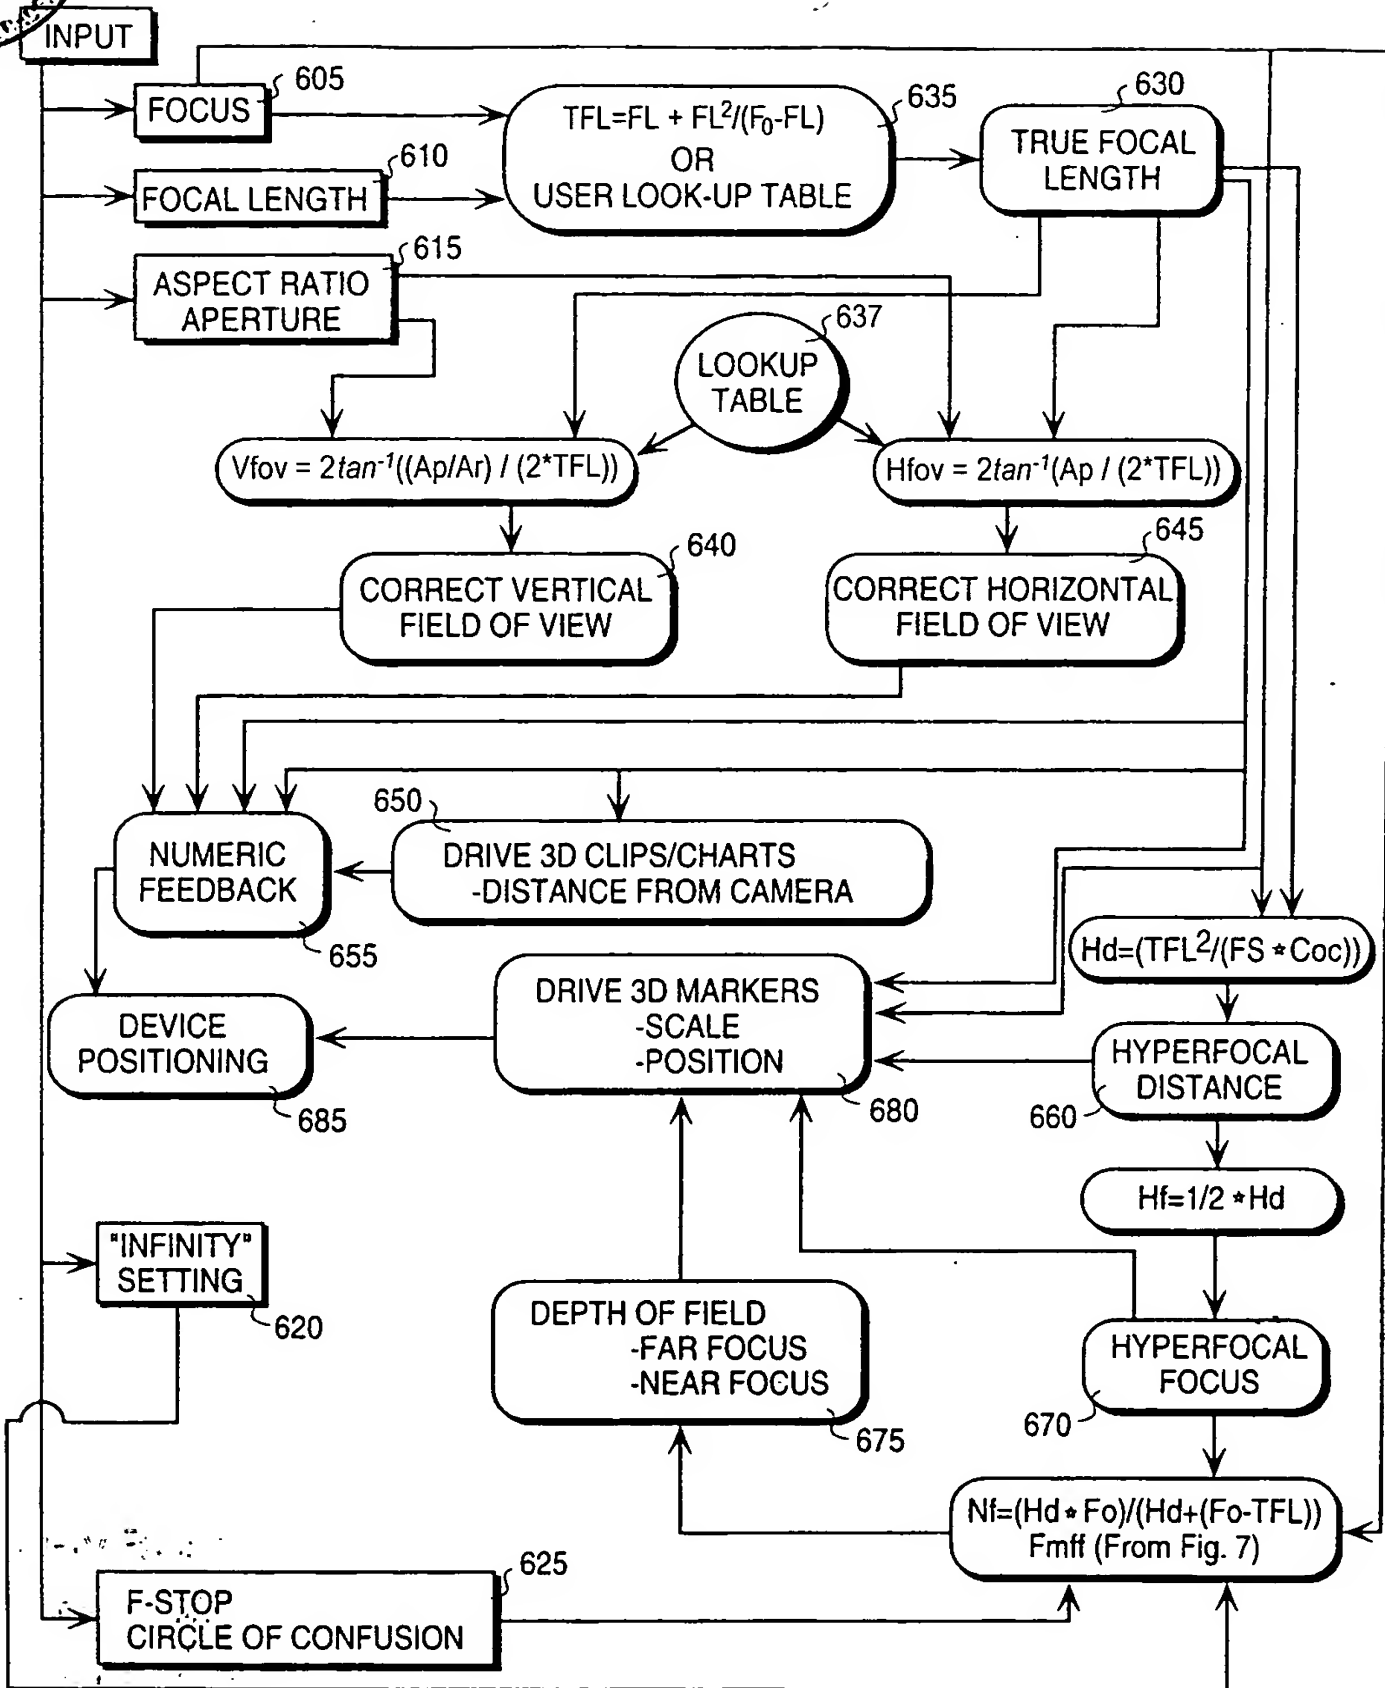 INPUT
FOCUS
605
FOCAL LENGTH
610
ASPECT RATIO
APERTURE
615
TFL=FL + FL²/(F₀-FL)
OR
USER LOOK-UP TABLE
635
TRUE FOCAL
LENGTH
630
LOOKUP
TABLE
637
Vfov = 2tan⁻¹((Ap/Ar) / (2*TFL))
Hfov = 2tan⁻¹(Ap / (2*TFL))
CORRECT VERTICAL
FIELD OF VIEW
640
CORRECT HORIZONTAL
FIELD OF VIEW
645
650
DRIVE 3D CLIPS/CHARTS
-DISTANCE FROM CAMERA
NUMERIC
FEEDBACK
655
Hd=(TFL²/(FS * Coc))
DRIVE 3D MARKERS
-SCALE
-POSITION
680
DEVICE
POSITIONING
685
HYPERFOCAL
DISTANCE
660
Hf=1/2 * Hd
"INFINITY"
SETTING
620
DEPTH OF FIELD
-FAR FOCUS
-NEAR FOCUS
675
HYPERFOCAL
FOCUS
670
Nf=(Hd * Fo)/(Hd+(Fo-TFL))
Fmff (From Fig. 7)
F-STOP
CIRCLE OF CONFUSION
625